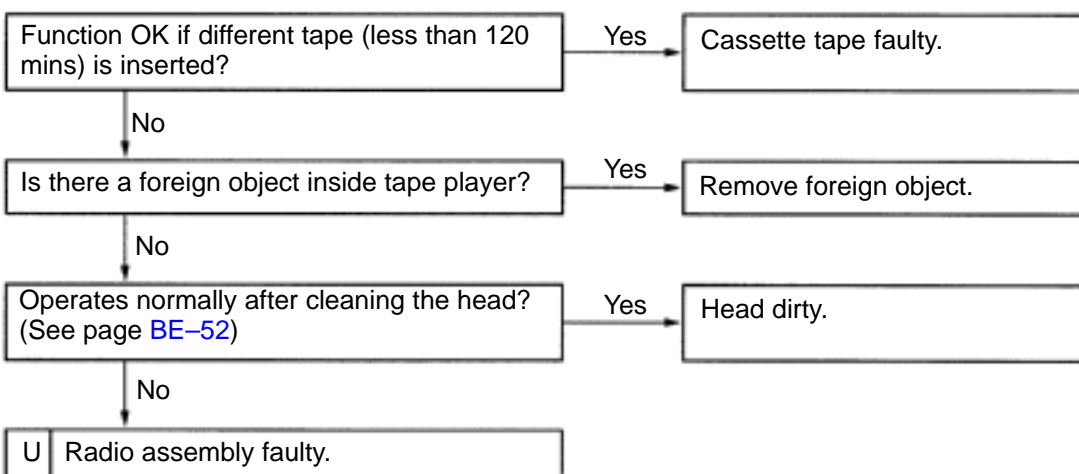 Function OK if different tape (less than 120
mins) is inserted?
Yes
Cassette tape faulty.
No
Is there a foreign object inside tape player?
Yes
Remove foreign object.
No
Operates normally after cleaning the head?
(See page BE–52)
Yes
Head dirty.
No
U Radio assembly faulty.